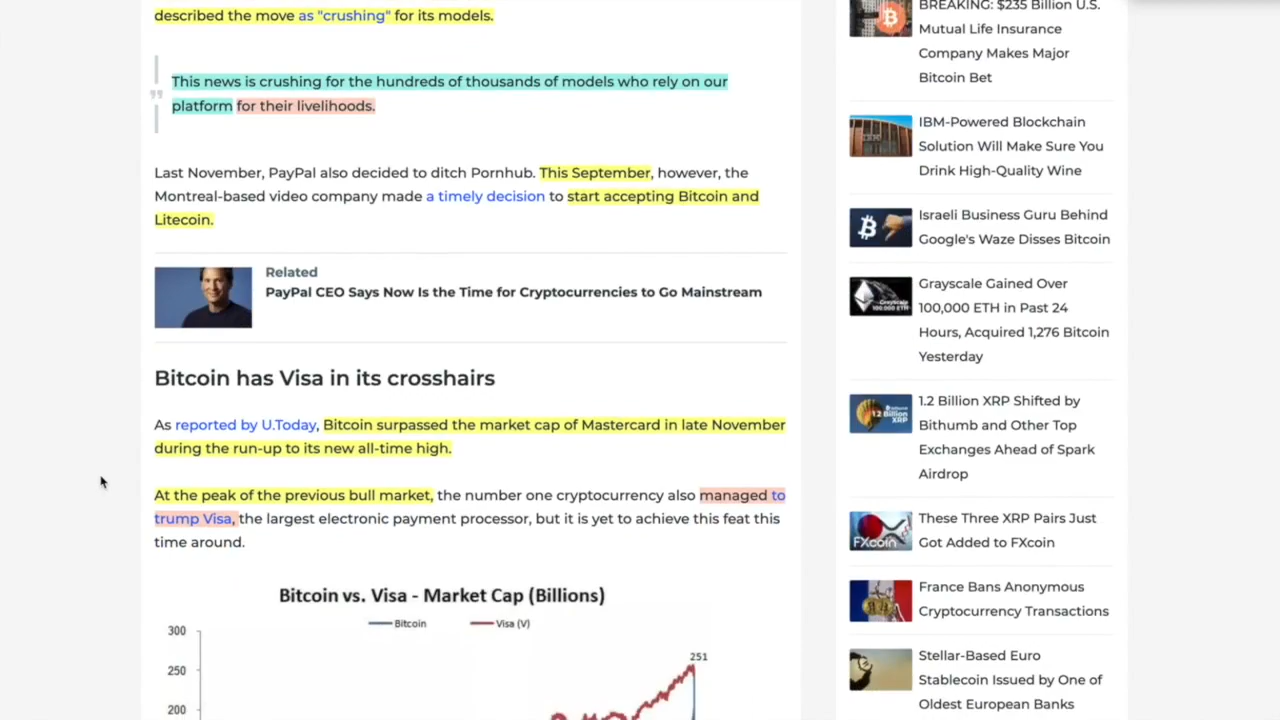 described the move as "crushing" for its models.
This news is crushing for the hundreds of thousands of models who rely on our
platform for their livelihoods.
Last November, PayPal also decided to ditch Pornhub. This September, however, the
Montreal-based video company made a timely decision to start accepting Bitcoin and
Litecoin.
Related
PayPal CEO Says Now Is the Time for Cryptocurrencies to Go Mainstream
Bitcoin has Visa in its crosshairs
As reported by U.Today, Bitcoin surpassed the market cap of Mastercard in late November
during the run-up to its new all-time high.
At the peak of the previous bull market, the number one cryptocurrency also managed to
trump Visa, the largest electronic payment processor, but it is yet to achieve this feat this
time around.
Bitcoin vs. Visa - Market Cap (Billions)
Bitcoin Visa (V)
300
250
200
251
BREAKING: $235 Billion U.S.
Mutual Life Insurance
Company Makes Major
Bitcoin Bet
IBM-Powered Blockchain
Solution Will Make Sure You
Drink High-Quality Wine
Israeli Business Guru Behind
Google's Waze Disses Bitcoin
Grayscale
100,000 ETH
Grayscale Gained Over
100,000 ETH in Past 24
Hours, Acquired 1,276 Bitcoin
Yesterday
1.2 Billion
XRP
1.2 Billion XRP Shifted by
Bithumb and Other Top
Exchanges Ahead of Spark
Airdrop
FXcoin
These Three XRP Pairs Just
Got Added to FXcoin
France Bans Anonymous
Cryptocurrency Transactions
Stellar-Based Euro
Stablecoin Issued by One of
Oldest European Banks